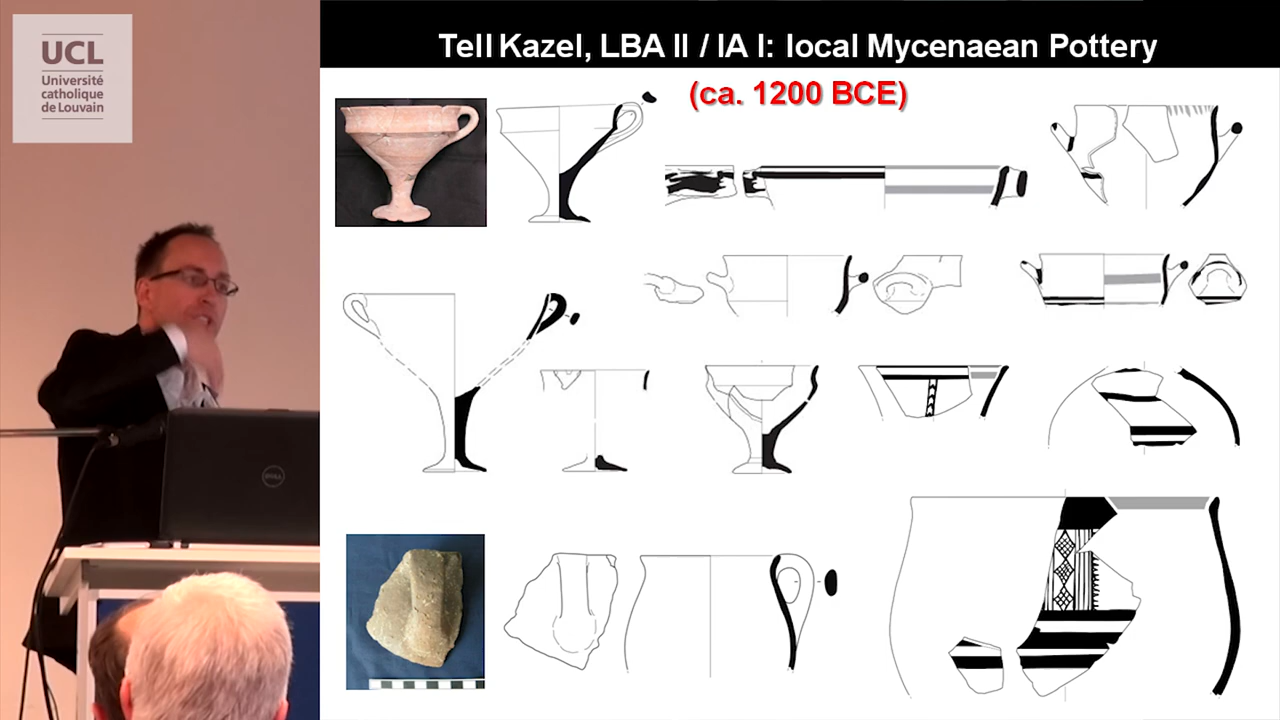 UCL
Université
catholique
de Louvain
Tell Kazel, LBA II / IA I: local Mycenaean Pottery
(ca. 1200 BCE)
DELL